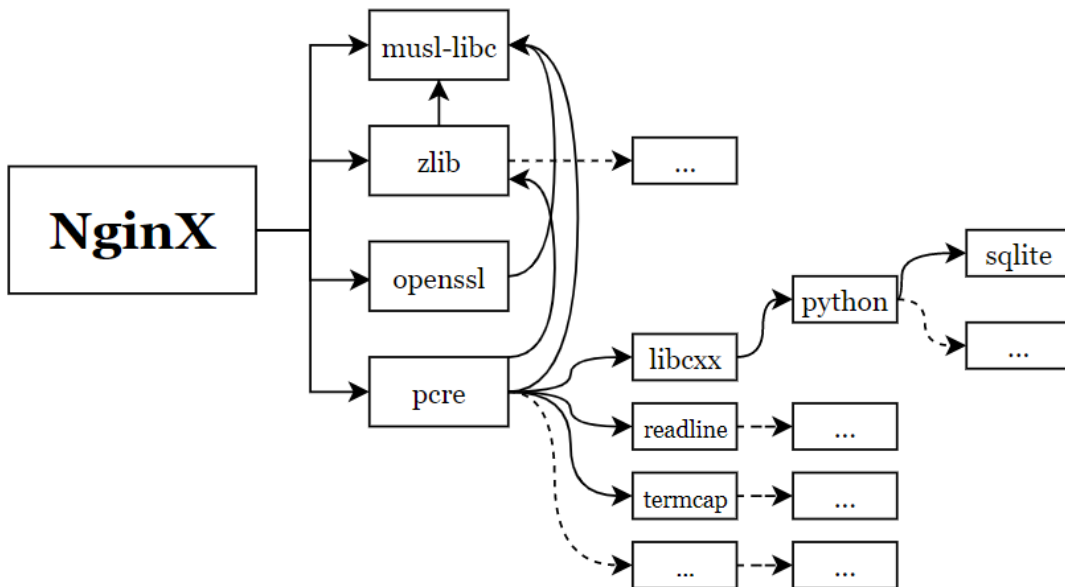 NginX
musl-libc
zlib
...
openssl
pcre
libcxx
python
sqlite
...
readline
...
termcap
...
...
...